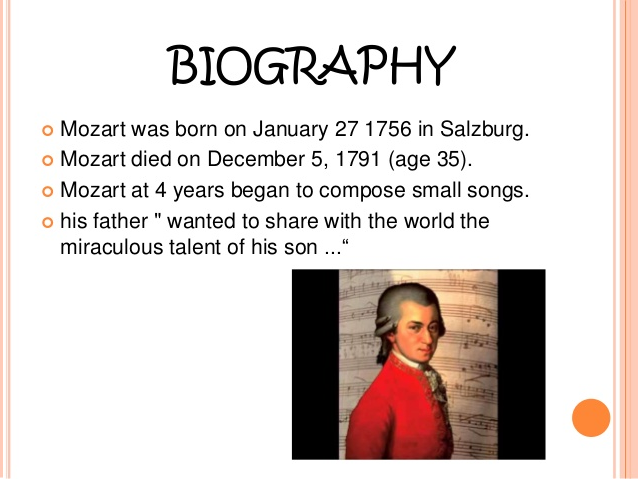 BIOGRAPHY
Mozart was born on January 27 1756 in Salzburg.
Mozart died on December 5, 1791 (age 35).
Mozart at 4 years began to compose small songs.
his father " wanted to share with the world the
miraculous talent of his son ...“